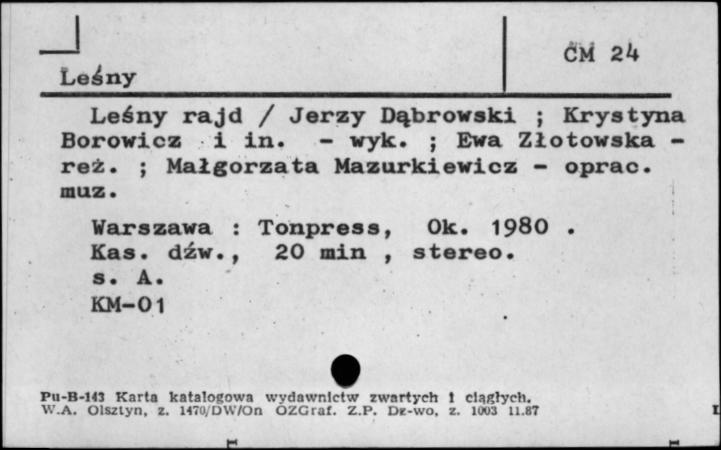 ČM 24
Leśny
Leśny rajd / Jerzy Dąbrowski ; Krystyna
Borowicz i in. - wyk. ; Ewa Złotowska -
reż. ; Małgorzata Mazurkiewicz - oprac.
muz.
Warszawa : Tonpress, Ok. 1980 .
Kas. dźw., 20 min , stereo.
s. A.
KM-01
Pu-B-143 Karta katalogowa wydawnictw zwartych i ciągłych.
W.A. Olsztyn, z. 1470/DW/On OZGraf. Z.P. Dz-wo, z. 1003 11.87